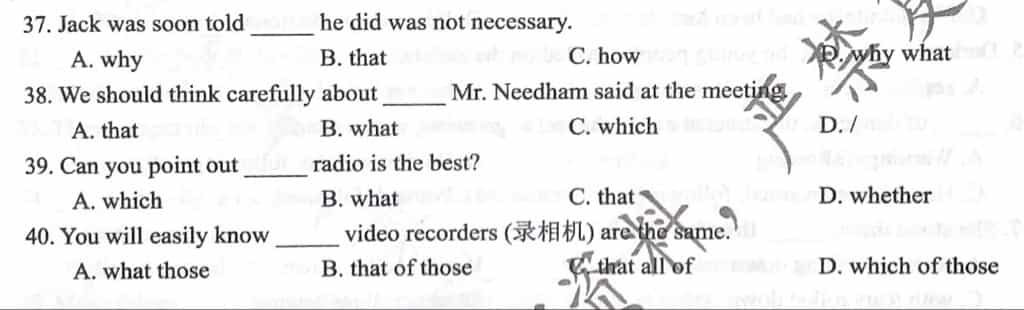 37. Jack was soon told ______ he did was not necessary.
A. why B. that C. how D. why what
38. We should think carefully about ______ Mr. Needham said at the meeting.
A. that B. what C. which D. /
39. Can you point out ______ radio is the best?
A. which B. what C. that D. whether
40. You will easily know ______ video recorders (录相机) are the same.
A. what those B. that of those C. that all of D. which of those